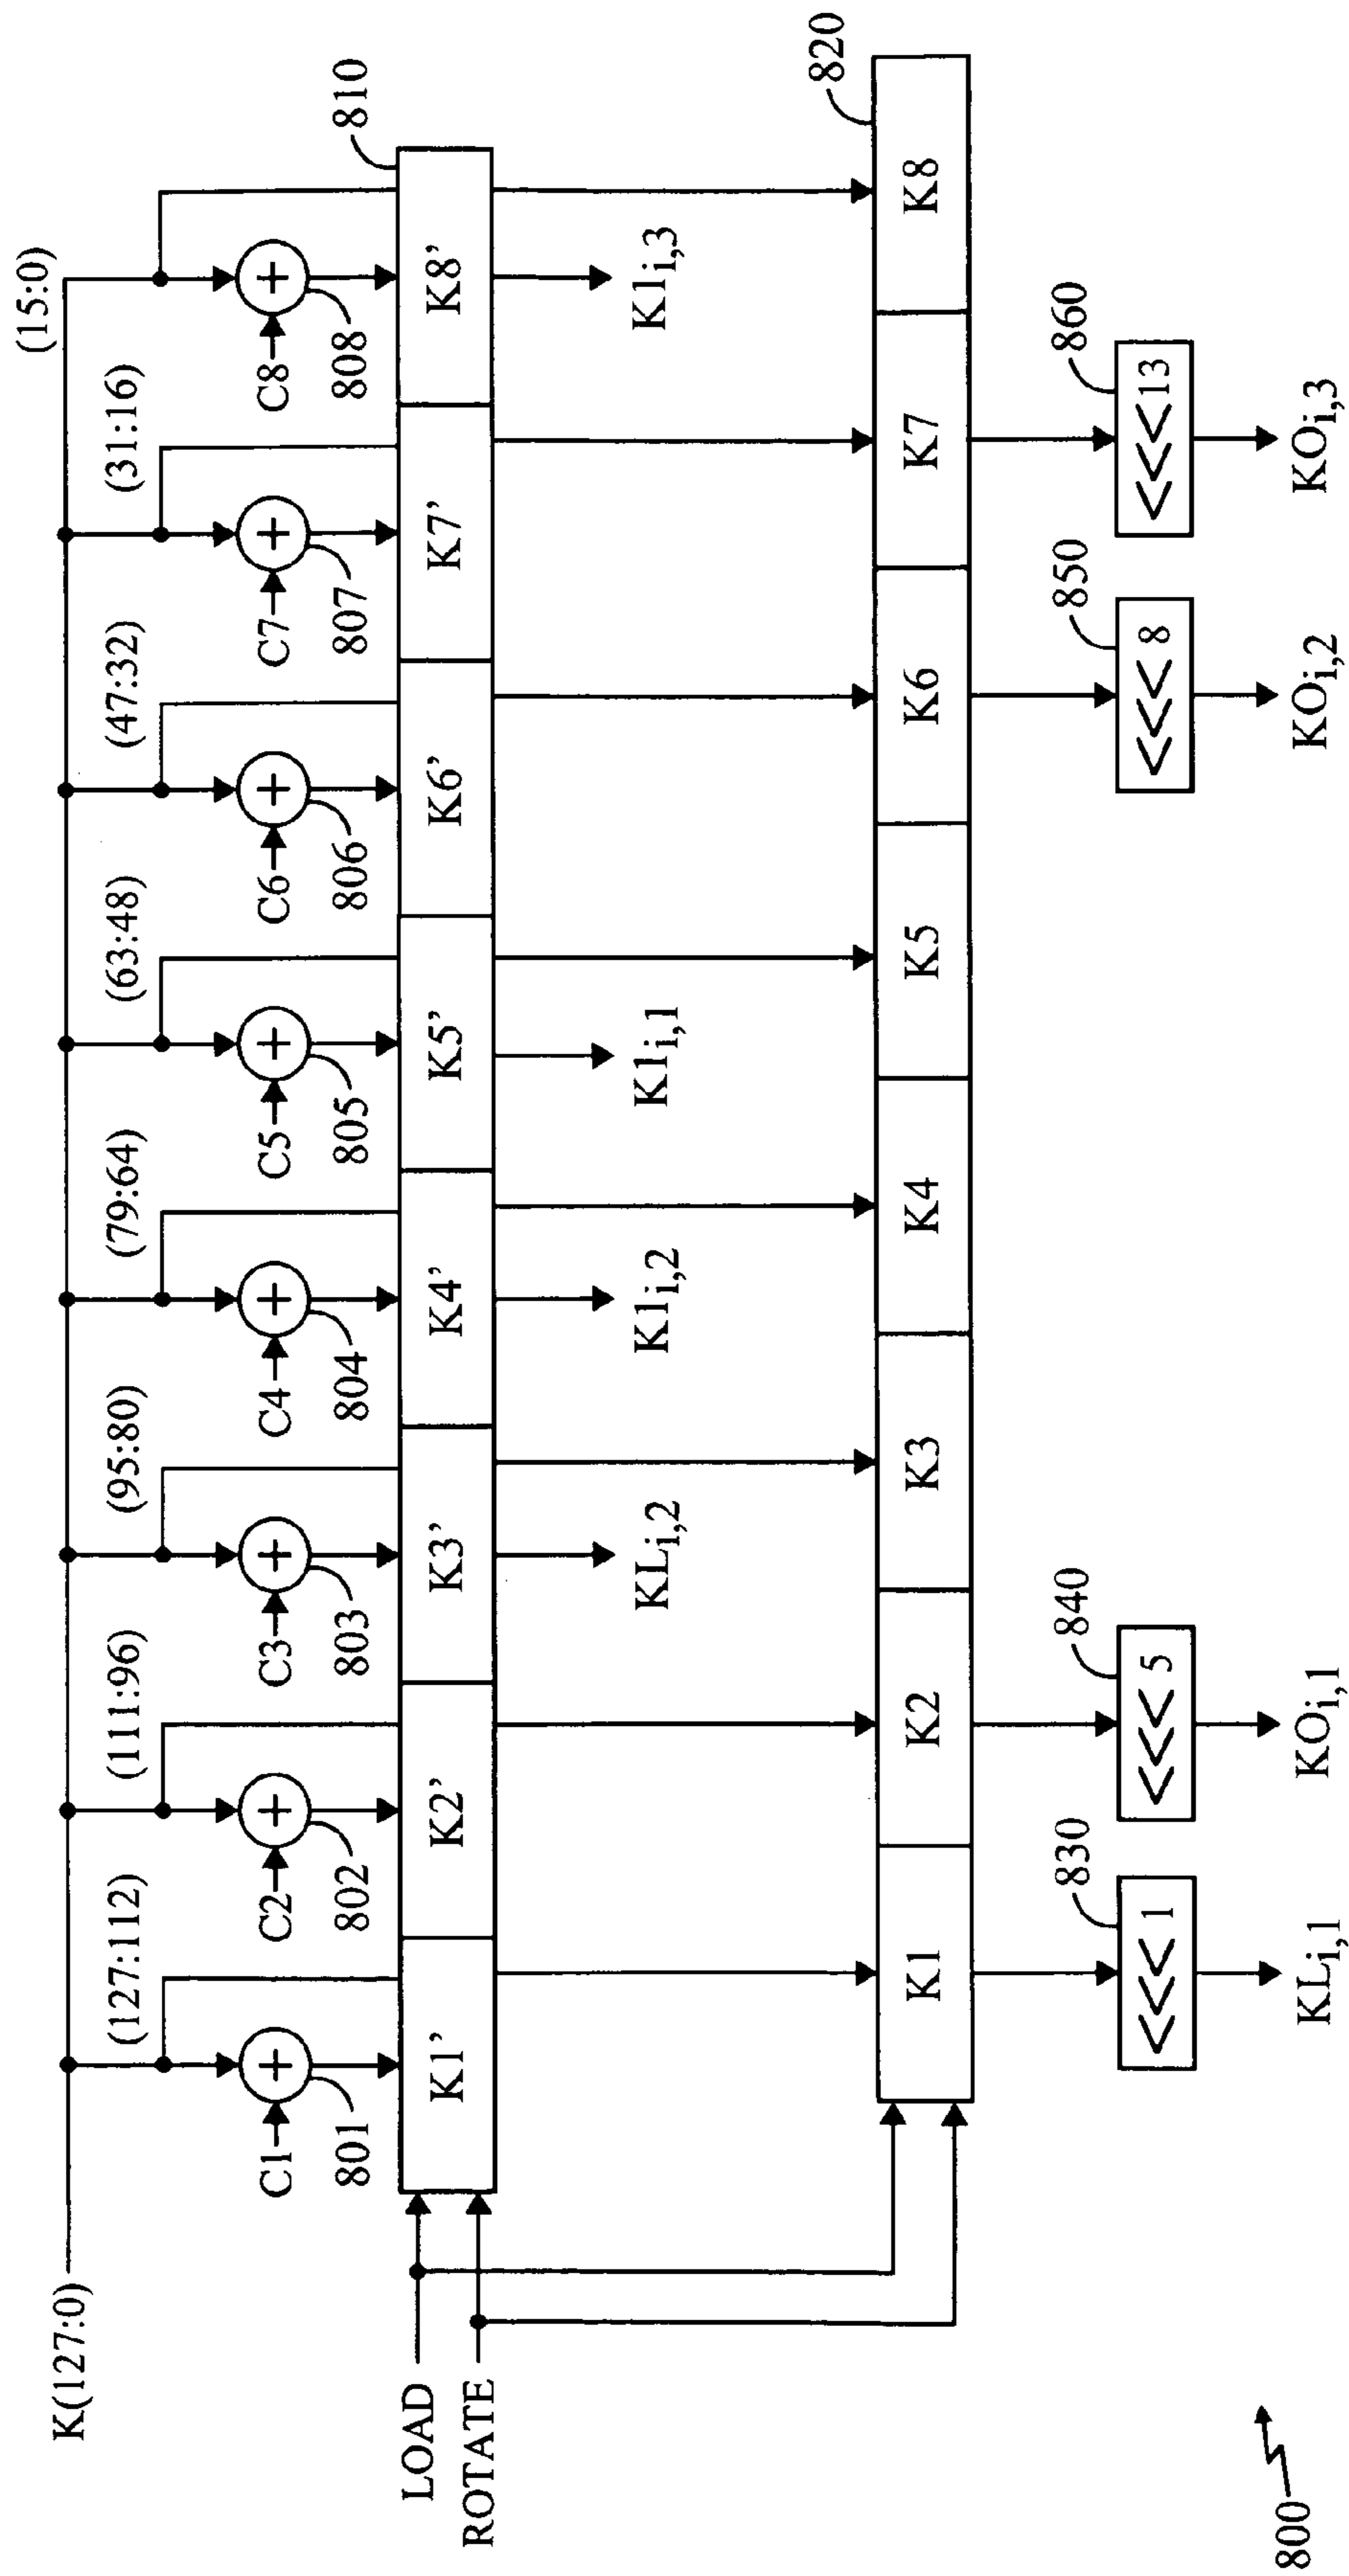 K(127:0)
(127:112)
(111:96)
(95:80)
(79:64)
(63:48)
(47:32)
(31:16)
(15:0)
C1
+
801
C2
+
802
C3
+
803
C4
+
804
C5
+
805
C6
+
806
C7
+
807
C8
+
808
810
LOAD
ROTATE
K1'
K2'
K3'
K4'
K5'
K6'
K7'
K8'
KLi,2
K1i,2
K1i,1
K1i,3
820
K1
K2
K3
K4
K5
K6
K7
K8
830
<<< 1
840
<<< 5
850
<<< 8
860
<<<13
KLi,1
KOi,1
KOi,2
KOi,3
800